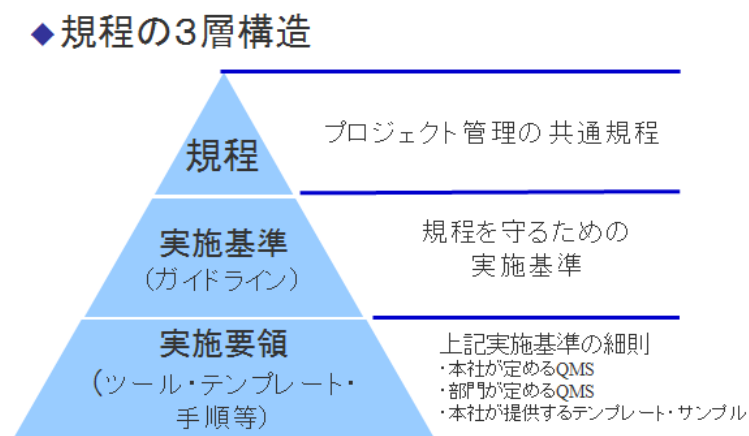 ◆規程の3層構造
規程
プロジェクト管理の共通規程
実施基準
(ガイドライン)
規程を守るための
実施基準
実施要領
(ツール・テンプレート・
手順等)
上記実施基準の細則
・本社が定めるQMS
・部門が定めるQMS
・本社が提供するテンプレート・サンプル